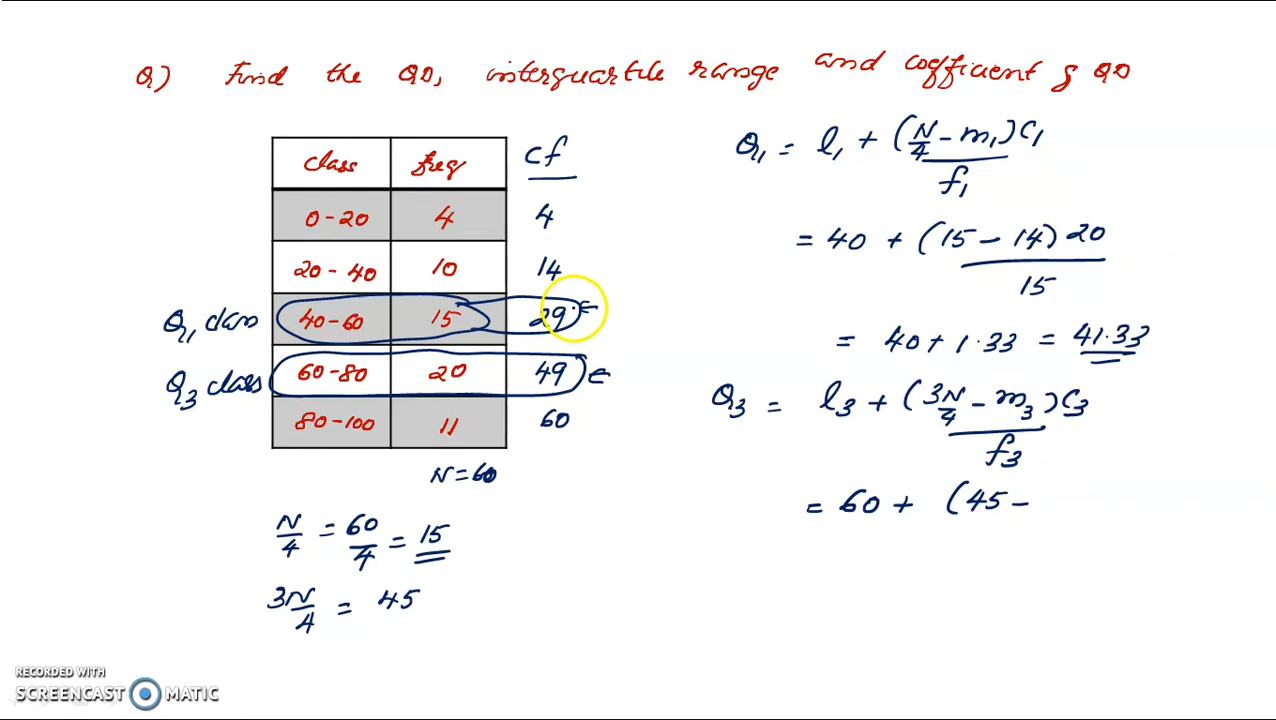 Q) Find the QD, interquartile range and coefficient of QD
class freq cf
0-20 4 4
20-40 10 14
Q₁ class 40-60 15 29
Q₃ class 60-80 20 49
80-100 11 60
N=60
N/4 = 60/4 = 15
3N/4 = 45
Q₁ = l₁ + (N/4 - m₁)C₁ / f₁
= 40 + (15-14)20 / 15
= 40 + 1.33 = 41.33
Q₃ = l₃ + (3N/4 - m₃)C₃ / f₃
= 60 + (45 -
RECORDED WITH
SCREENCAST MATIC